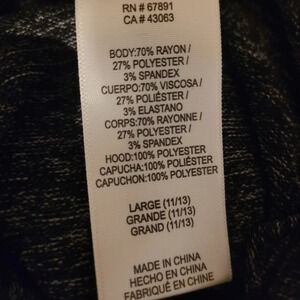 RN # 67891
CA # 43063
BODY:70% RAYON /
27% POLYESTER /
3% SPANDEX
CUERPO:70% VISCOSA /
27% POLIÉSTER /
3% ELASTANO
CORPS:70% RAYONNE /
27% POLYESTER /
3% SPANDEX
HOOD:100% POLYESTER
CAPUCHA:100% POLIÉSTER
CAPUCHON:100% POLYESTER
LARGE (11/13)
GRANDE (11/13)
GRAND (11/13)
MADE IN CHINA
HECHO EN CHINA
FABRIQUÉ EN CHINE